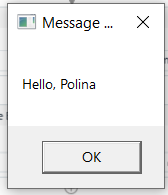 Message ...
Hello, Polina
OK